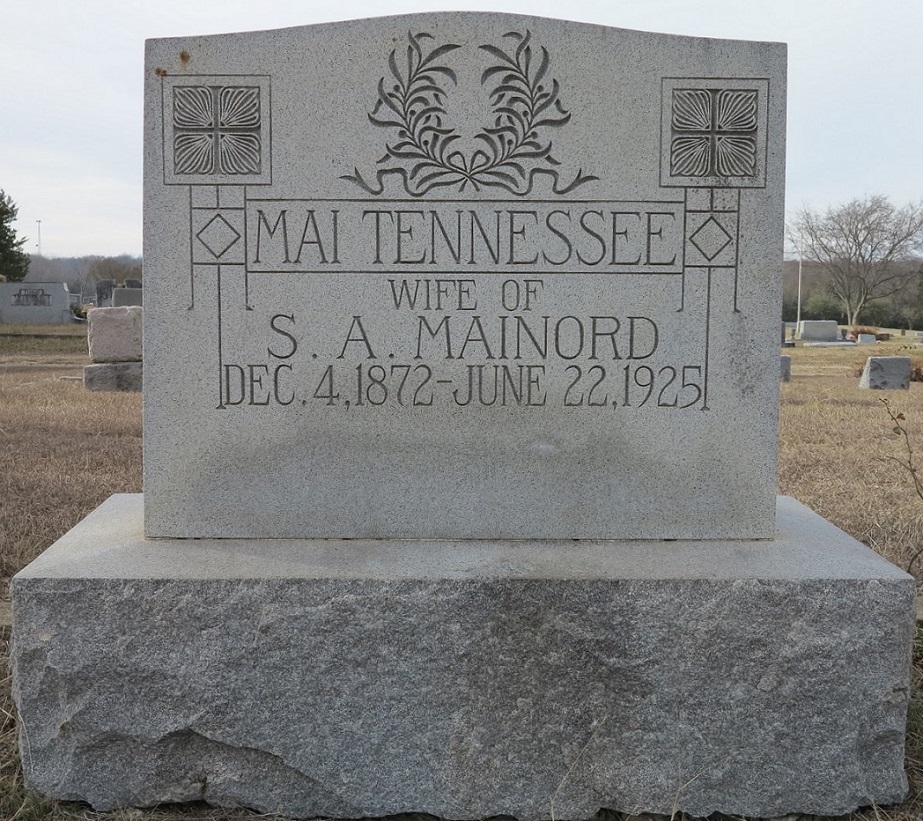 MAI TENNESSEE
WIFE OF
S. A. MAINORD
DEC. 4, 1872-JUNE 22, 1925